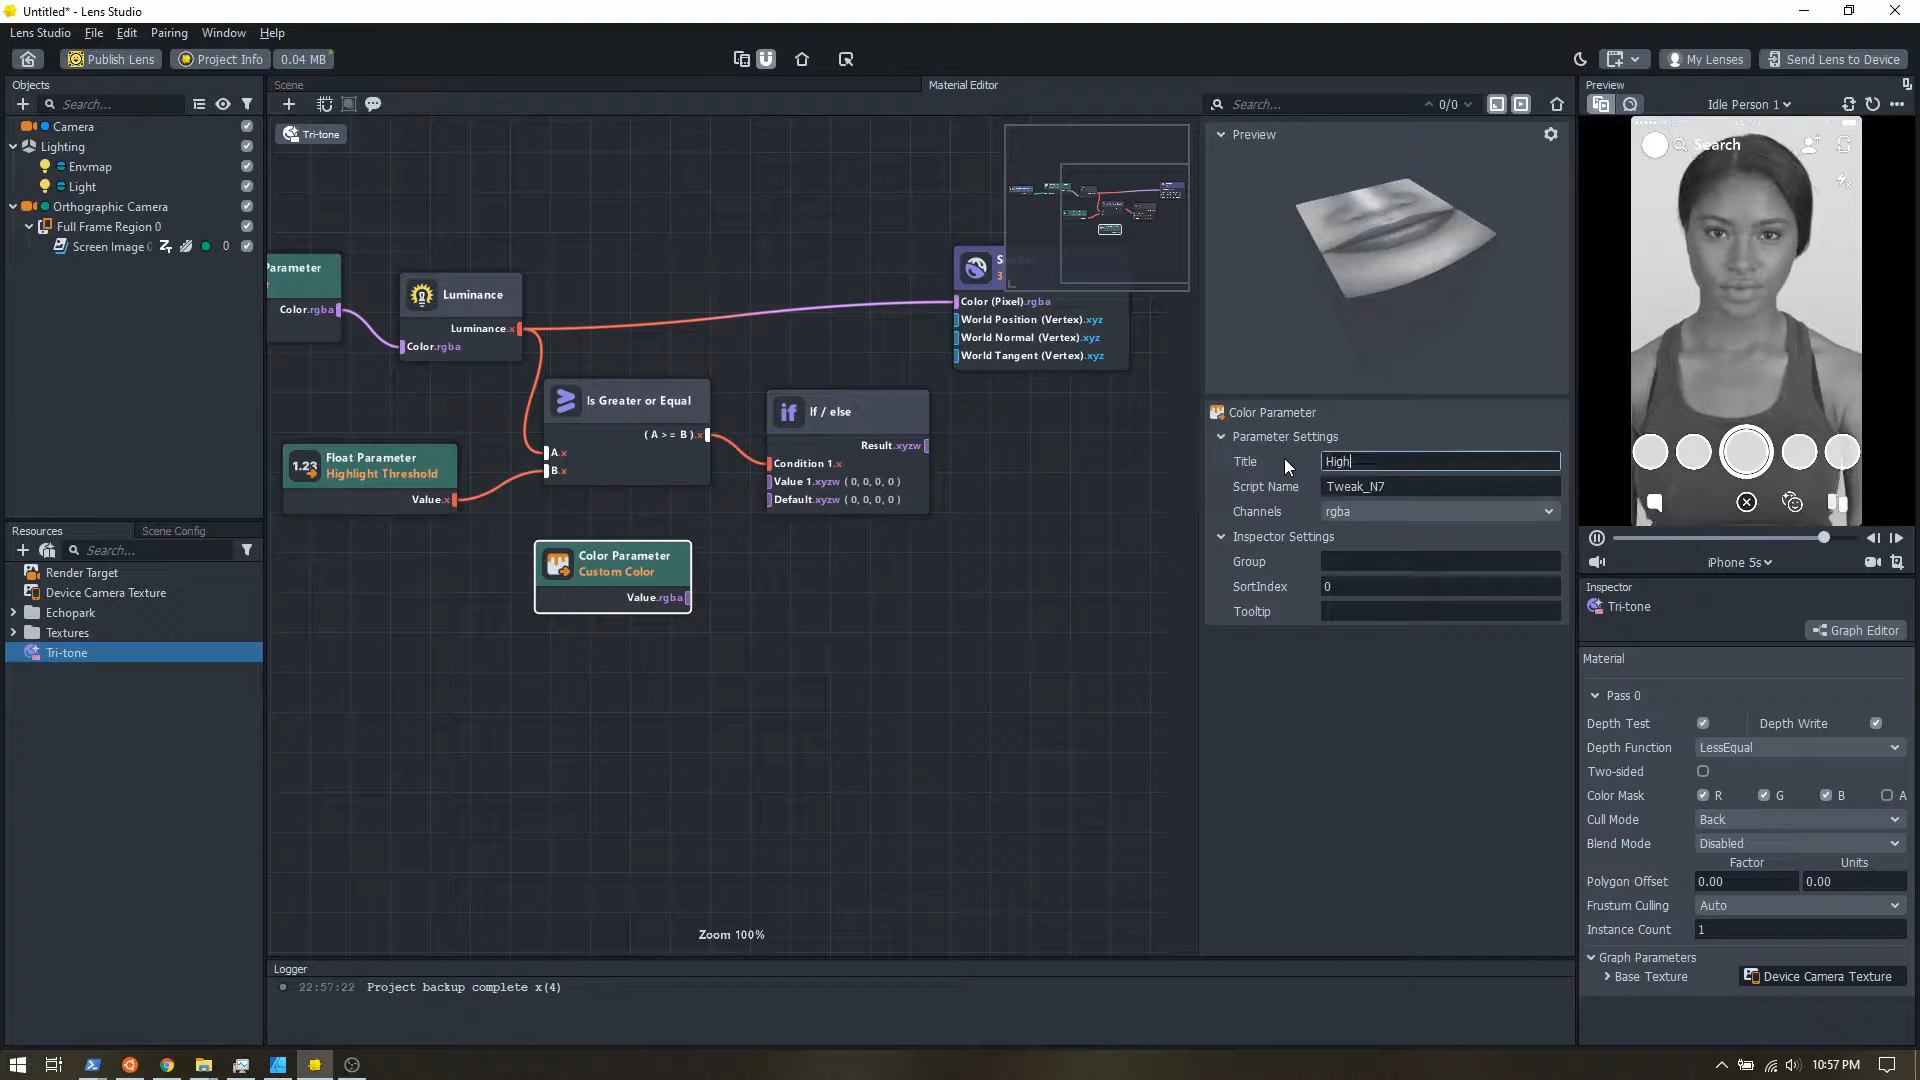 Untitled* - Lens Studio
Lens Studio File Edit Pairing Window Help
Publish Lens Project Info 0.04 MB My Lenses Send Lens to Device
Objects
Search...
Camera
Lighting
Envmap
Light
Orthographic Camera
Full Frame Region 0
Screen Image 0
Resources Scene Config
Search...
Render Target
Device Camera Texture
Echopark
Textures
Tri-tone
Scene Material Editor
Search... 0/0
Tri-tone
Parameter
Color.rgba
Luminance
Luminance.x
Color.rgba
Color (Pixel).rgba
World Position (Vertex).xyz
World Normal (Vertex).xyz
World Tangent (Vertex).xyz
Is Greater or Equal
( A >= B ).x
A.x
B.x
if If / else
Result.xyzw
Condition 1.x
Value 1.xyzw ( 0, 0, 0, 0 )
Default.xyzw ( 0, 0, 0, 0 )
1.23 Float Parameter
Highlight Threshold
Value.x
Color Parameter
Custom Color
Value.rgba
Zoom 100%
Logger
22:57:22 Project backup complete x(4)
Preview
Color Parameter
Parameter Settings
Title High
Script Name Tweak_N7
Channels rgba
Inspector Settings
Group
SortIndex 0
Tooltip
Preview
Idle Person 1
Search
iPhone 5s
Inspector
Tri-tone
Graph Editor
Material
Pass 0
Depth Test Depth Write
Depth Function LessEqual
Two-sided
Color Mask R G B A
Cull Mode Back
Blend Mode Disabled
Factor Units
Polygon Offset 0.00 0.00
Frustum Culling Auto
Instance Count 1
Graph Parameters
Base Texture Device Camera Texture
10:57 PM